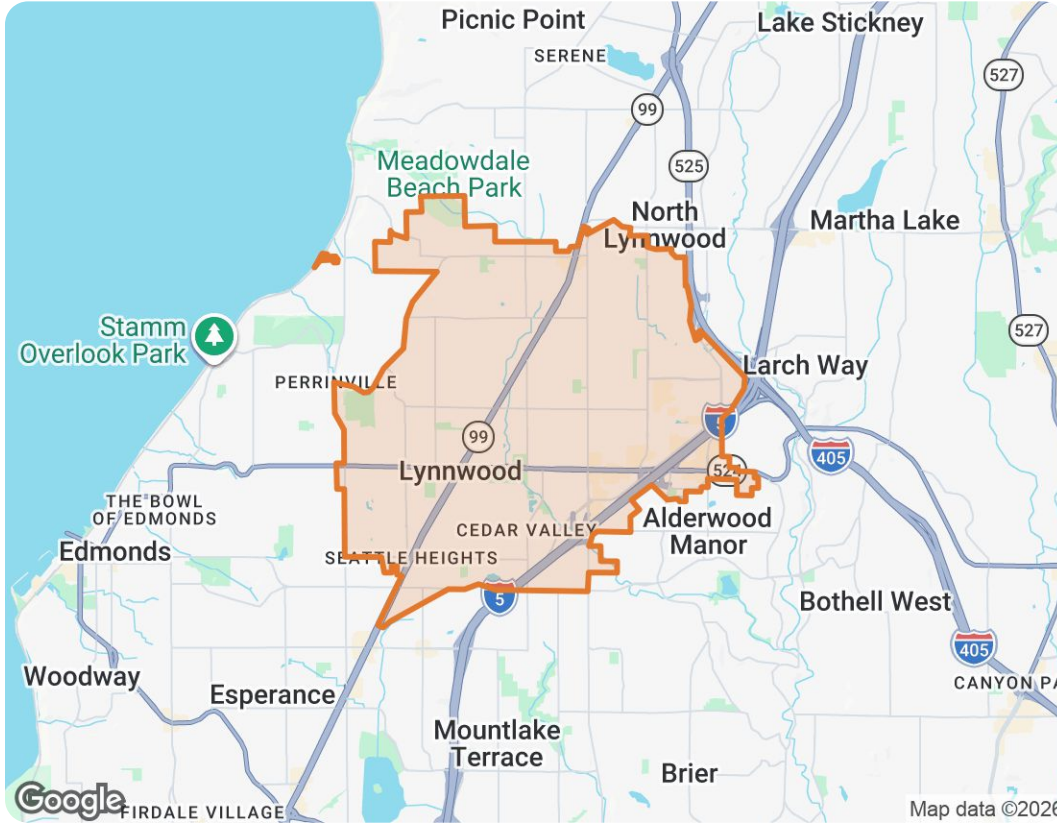 Picnic Point
Lake Stickney
SERENE
527
99
Meadowdale
Beach Park
525
North
Lynnwood
Martha Lake
Stamm
Overlook Park
527
PERRINVILLE
Larch Way
5
99
405
Lynnwood
524
THE BOWL
OF EDMONDS
CEDAR VALLEY
Alderwood
Manor
Edmonds
SEATTLE HEIGHTS
5
Bothell West
405
Woodway
Esperance
CANYON PA
Mountlake
Terrace
Brier
Google
FIRDALE VILLAGE
Map data ©2026